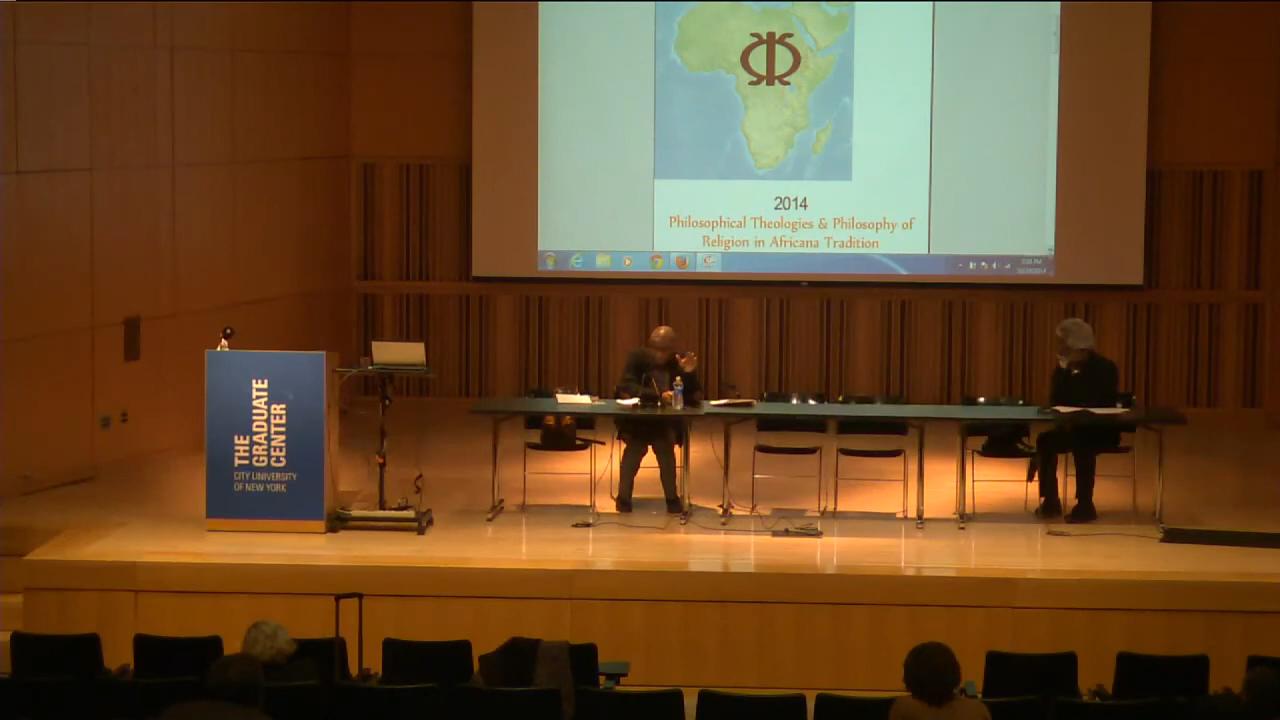 2014
Philosophical Theologies & Philosophy of
Religion in Africana Tradition
THE
GRADUATE
CENTER
CITY UNIVERSITY
OF NEW YORK